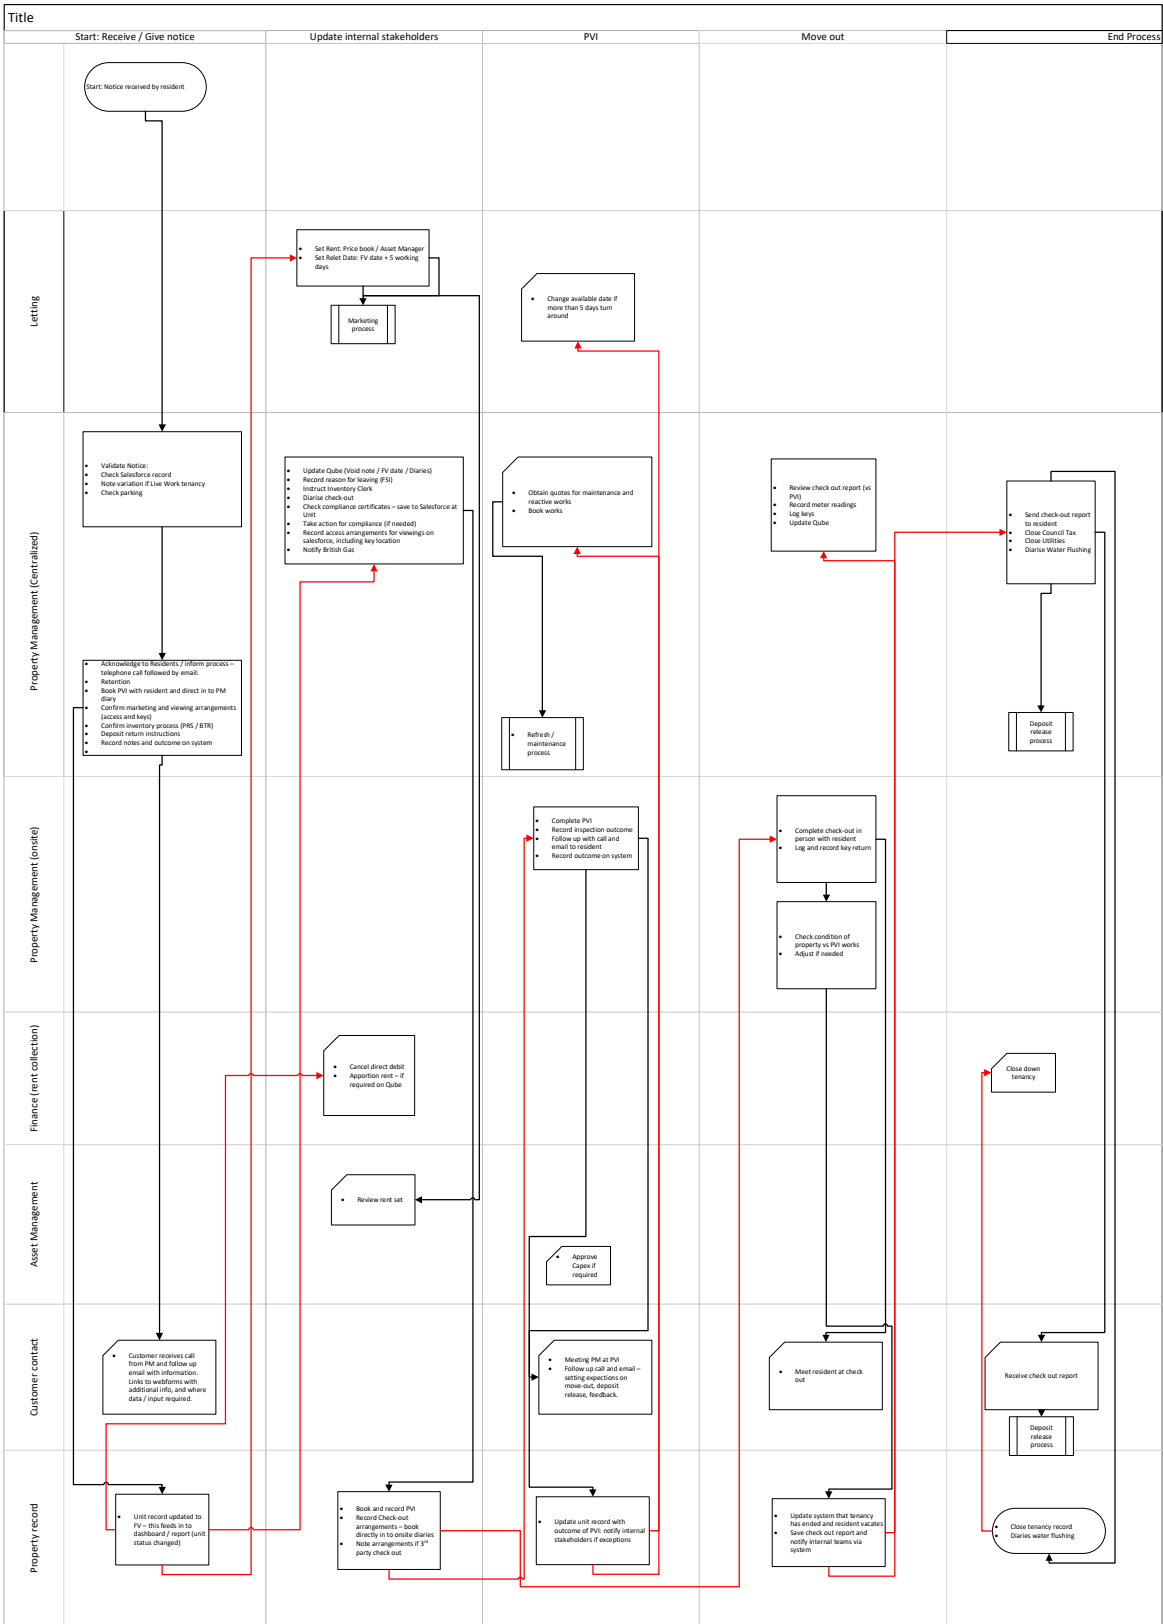 Title
Start: Receive / Give notice
Update internal stakeholders
PVI
Move out
End Process
Start: Notice received by resident
Letting
• Set Rent: Price book / Asset Manager
• Set Relet Date: FV date + 5 working
days
Marketing
process
• Change available date if
more than 5 days turn
around
Property Management (Centralized)
• Validate Notice:
• Check Salesforce record
• Note variation if Live Work tenancy
• Check parking
• Acknowledge to Residents / inform process –
telephone call followed by email:
• Retention
• Book PVI with resident and direct in to PM
diary
• Confirm marketing and viewing arrangements
(access and keys)
• Confirm inventory process (PRS / BTR)
• Deposit return instructions
• Record notes and outcome on system
•
• Update Qube (Void note / FV date / Diaries)
• Record reason for leaving (FSI)
• Instruct Inventory Clerk
• Diarise check-out
• Check compliance certificates – save to Salesforce at
Unit
• Take action for compliance (if needed)
• Record access arrangements for viewings on
salesforce, including key location
• Notify British Gas
• Obtain quotes for maintenance and
reactive works
• Book works
• Refresh /
maintenance
process
• Review check out report (vs
PVI)
• Record meter readings
• Log keys
• Update Qube
• Send check-out report
to resident
• Close Council Tax
• Close Utilities
• Diarise Water Flushing
Deposit
release
process
Property Management (onsite)
• Complete PVI
• Record inspection outcome
• Follow up with call and
email to resident
• Record outcome on system
• Complete check-out in
person with resident
• Log and record key return
• Check condition of
property vs PVI works
• Adjust if needed
Finance (rent collection)
• Cancel direct debit
• Apportion rent – if
required on Qube
Close down
tenancy
Asset Management
• Review rent set
• Approve
Capex if
required
Customer contact
• Customer receives call
from PM and follow up
email with information.
Links to webforms with
additional info, and where
data / input required.
• Meeting PM at PVI
• Follow up call and email –
setting expections on
move-out, deposit
release, feedback.
• Meet resident at check
out
Receive check out report
Deposit
release
process
Property record
• Unit record updated to
FV – this feeds in to
dashboard / report (unit
status changed)
• Book and record PVI
• Record Check-out
arrangements – book
directly in to onsite diaries
• Note arrangements if 3rd
party check out
• Update unit record with
outcome of PVI: notify internal
stakeholders if exceptions
• Update system that tenancy
has ended and resident vacates
• Save check out report and
notify internal teams via
system
• Close tenancy record
• Diaries water flushing